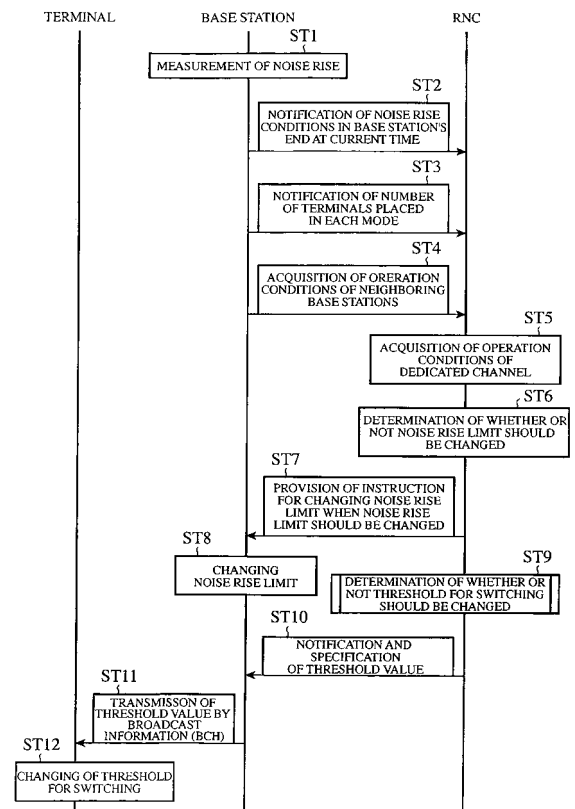 TERMINAL BASE STATION RNC
ST1
MEASUREMENT OF NOISE RISE
ST2
NOTIFICATION OF NOISE RISE
CONDITIONS IN BASE STATION'S
END AT CURRENT TIME
ST3
NOTIFICATION OF NUMBER
OF TERMINALS PLACED
IN EACH MODE
ST4
ACQUISITION OF ORERATION
CONDITIONS OF NEIGHBORING
BASE STATIONS
ST5
ACQUISITION OF OPERATION
CONDITIONS OF
DEDICATED CHANNEL
ST6
DETERMINATION OF WHETHER OR
NOT NOISE RISE LIMIT SHOULD
BE CHANGED
ST7
PROVISION OF INSTRUCTION
FOR CHANGING NOISE RISE
LIMIT WHEN NOISE RISE
LIMIT SHOULD BE CHANGED
ST8
CHANGING
NOISE RISE LIMIT
ST9
DETERMINATION OF WHETHER OR
NOT THRESHOLD FOR SWITCHING
SHOULD BE CHANGED
ST10
NOTIFICATION AND
SPECIFICATION
OF THRESHOLD VALUE
ST11
TRANSMISSON OF
THRESHOLD VALUE BY
BROADCAST
INFORMATION (BCH)
ST12
CHANGING OF THRESHOLD
FOR SWITCHING